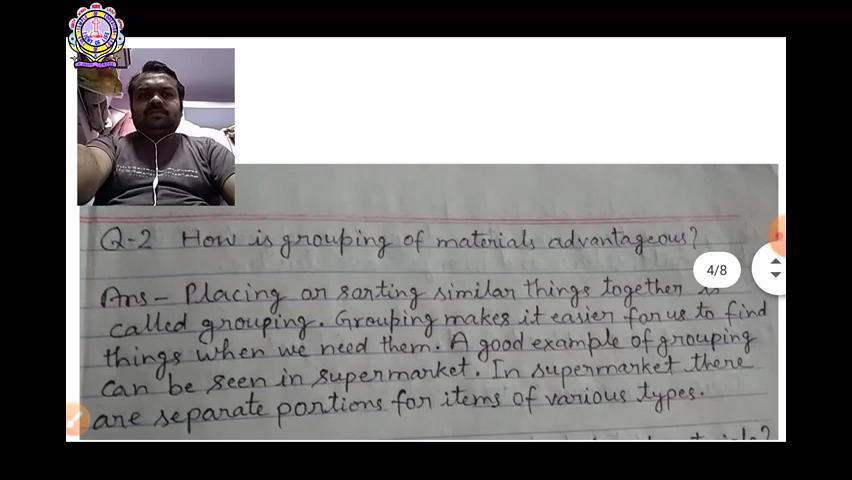 Q-2 How is grouping of materials advantageous?
4/8
Ans- Placing or sorting similar things together is
called grouping. Grouping makes it easier for us to find
things when we need them. A good example of grouping
can be seen in supermarket. In supermarket there
are separate portions for items of various types.